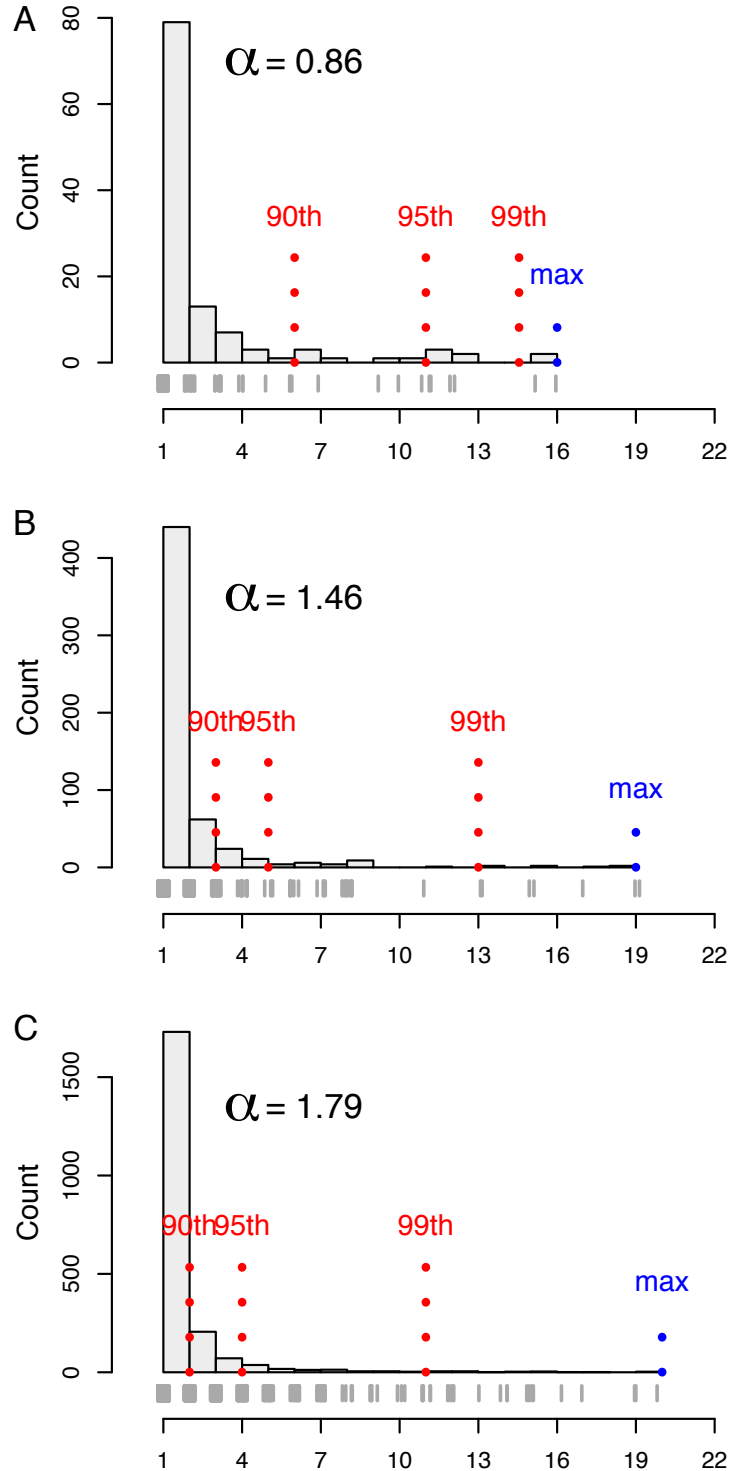 A
α = 0.86
Count
0 20 40 60 80
90th 95th 99th
max
1 4 7 10 13 16 19 22
B
α = 1.46
Count
0 100 200 300 400
90th 95th 99th
max
1 4 7 10 13 16 19 22
C
α = 1.79
Count
0 500 1000 1500
90th 95th 99th
max
1 4 7 10 13 16 19 22